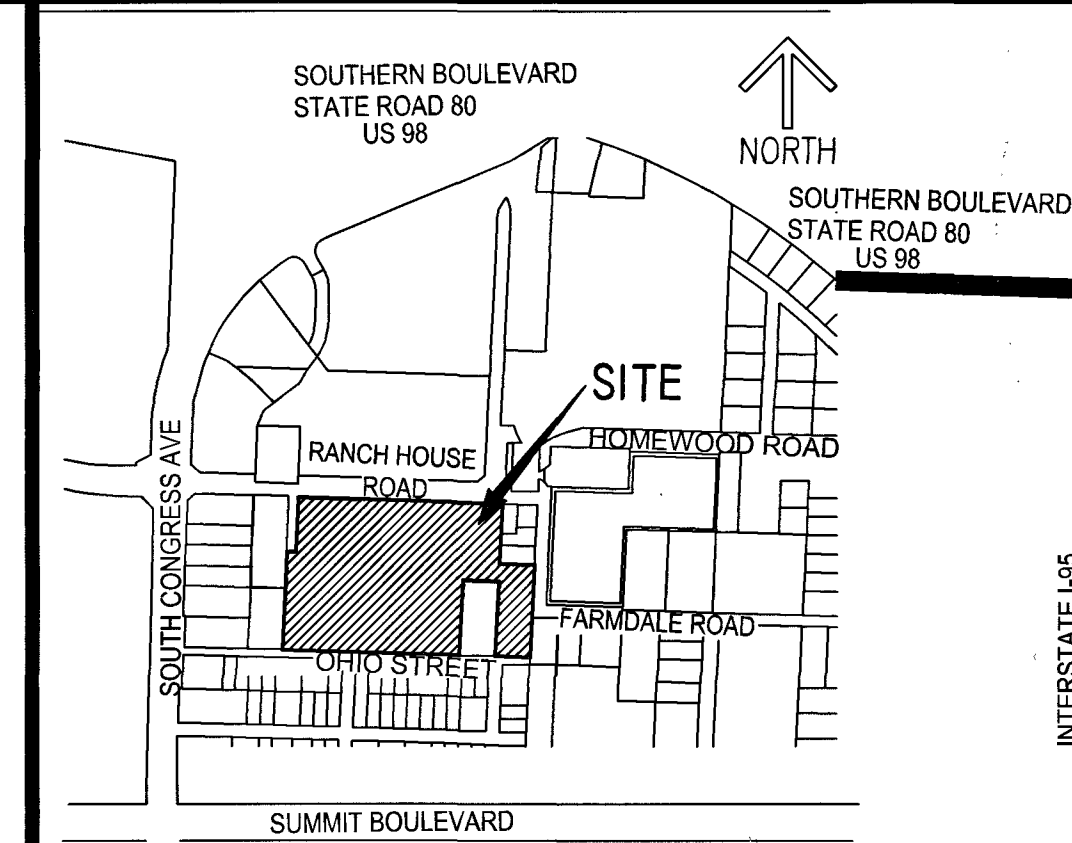 SOUTHERN BOULEVARD
STATE ROAD 80
US 98
NORTH
SOUTHERN BOULEVARD
STATE ROAD 80
US 98
SITE
HOMEWOOD ROAD
RANCH HOUSE
ROAD
SOUTH CONGRESS AVE
FARMDALE ROAD
OHIO STREET
INTERSTATE I-95
SUMMIT BOULEVARD